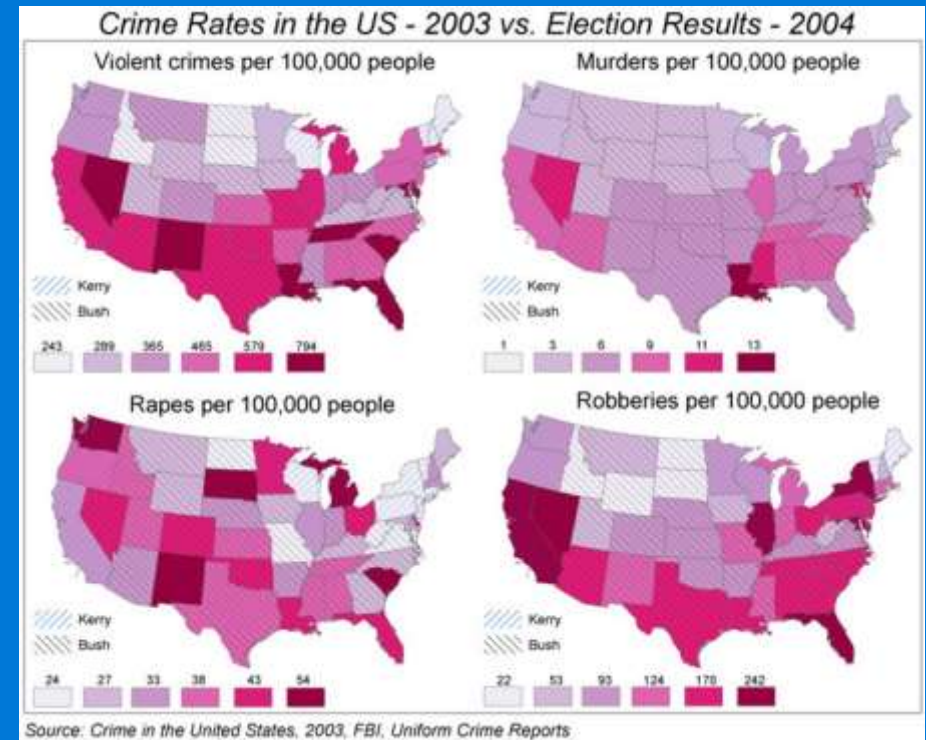 Crime Rates in the US - 2003 vs. Election Results - 2004
Violent crimes per 100,000 people
Kerry
Bush
243 289 365 465 579 794
Murders per 100,000 people
Kerry
Bush
1 3 6 9 11 13
Rapes per 100,000 people
Kerry
Bush
24 27 33 38 43 54
Robberies per 100,000 people
Kerry
Bush
22 53 93 124 170 242
Source: Crime in the United States, 2003, FBI, Uniform Crime Reports